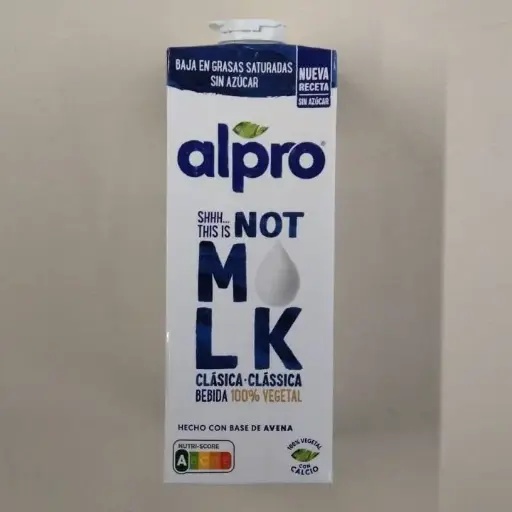 BAJA EN GRASAS SATURADAS
SIN AZÚCAR
NUEVA
RECETA
SIN AZÚCAR
alpro®
SHHH...
THIS IS NOT
M LK
CLÁSICA·CLÁSSICA
BEBIDA 100% VEGETAL
HECHO CON BASE DE AVENA
NUTRI-SCORE
A
100% VEGETAL
CON
CALCIO